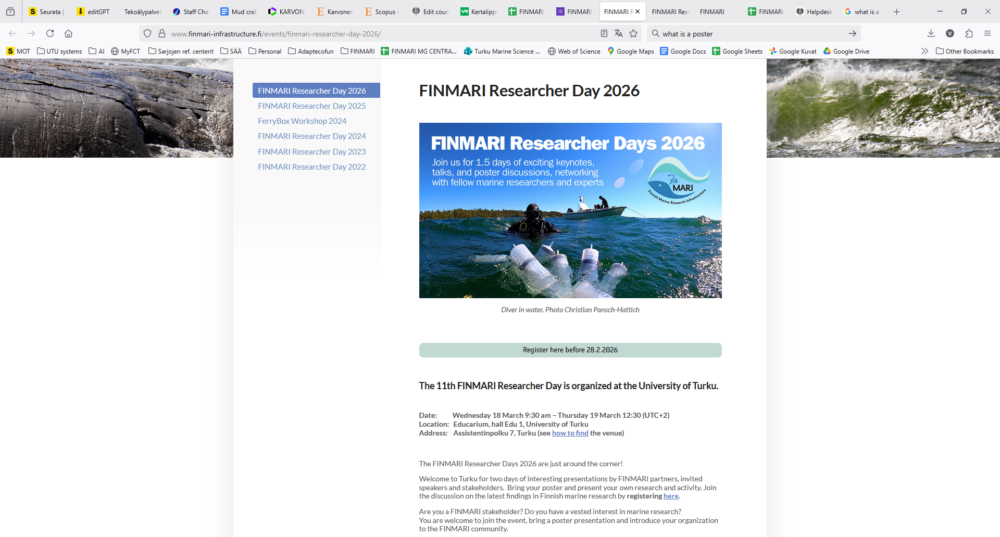 Seurata |
editGPT
Tekoälypalvel
Staff Cha
Mud crab
KARVON
Karvonen
Scopus -
Edit cour
Kertalipp
FINMARI
FINMARI
FINMARI R
FINMARI Res
FINMARI
FINMARI
Helpdesk
what is a
www.finmari-infrastructure.fi/events/finmari-researcher-day-2026/
what is a poster
V
MOT
UTU systems
AI
MyFCT
Sarjojen ref. centerit
SÄÄ
Personal
Adaptecofun
FINMARI
FINMARI MG CENTRA...
Turku Marine Science ...
Web of Science
Google Maps
Google Docs
Google Sheets
Google Kuvat
Google Drive
Other Bookmarks
FINMARI Researcher Day 2026
FINMARI Researcher Day 2025
FerryBox Workshop 2024
FINMARI Researcher Day 2024
FINMARI Researcher Day 2023
FINMARI Researcher Day 2022
FINMARI Researcher Day 2026
FINMARI Researcher Days 2026
Join us for 1.5 days of exciting keynotes,
talks, and poster discussions, networking
with fellow marine researchers and experts
Fin
MARI
Finnish Marine Research Infrastructure
Diver in water. Photo Christian Pansch-Hattich
Register here before 28.2.2026
The 11th FINMARI Researcher Day is organized at the University of Turku.
Date: Wednesday 18 March 9:30 am – Thursday 19 March 12:30 (UTC+2)
Location: Educarium, hall Edu 1, University of Turku
Address: Assistentinpolku 7, Turku (see how to find the venue)
The FINMARI Researcher Days 2026 are just around the corner!
Welcome to Turku for two days of interesting presentations by FINMARI partners, invited
speakers and stakeholders. Bring your poster and present your own research and activity. Join
the discussion on the latest findings in Finnish marine research by registering here.
Are you a FINMARI stakeholder? Do you have a vested interest in marine research?
You are welcome to join the event, bring a poster presentation and introduce your organization
to the FINMARI community.